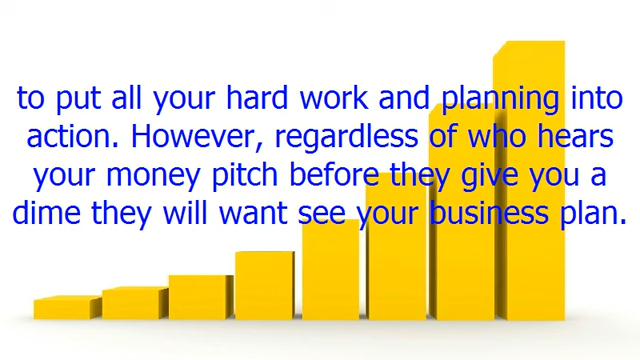 to put all your hard work and planning into
action. However, regardless of who hears
your money pitch before they give you a
dime they will want see your business plan.